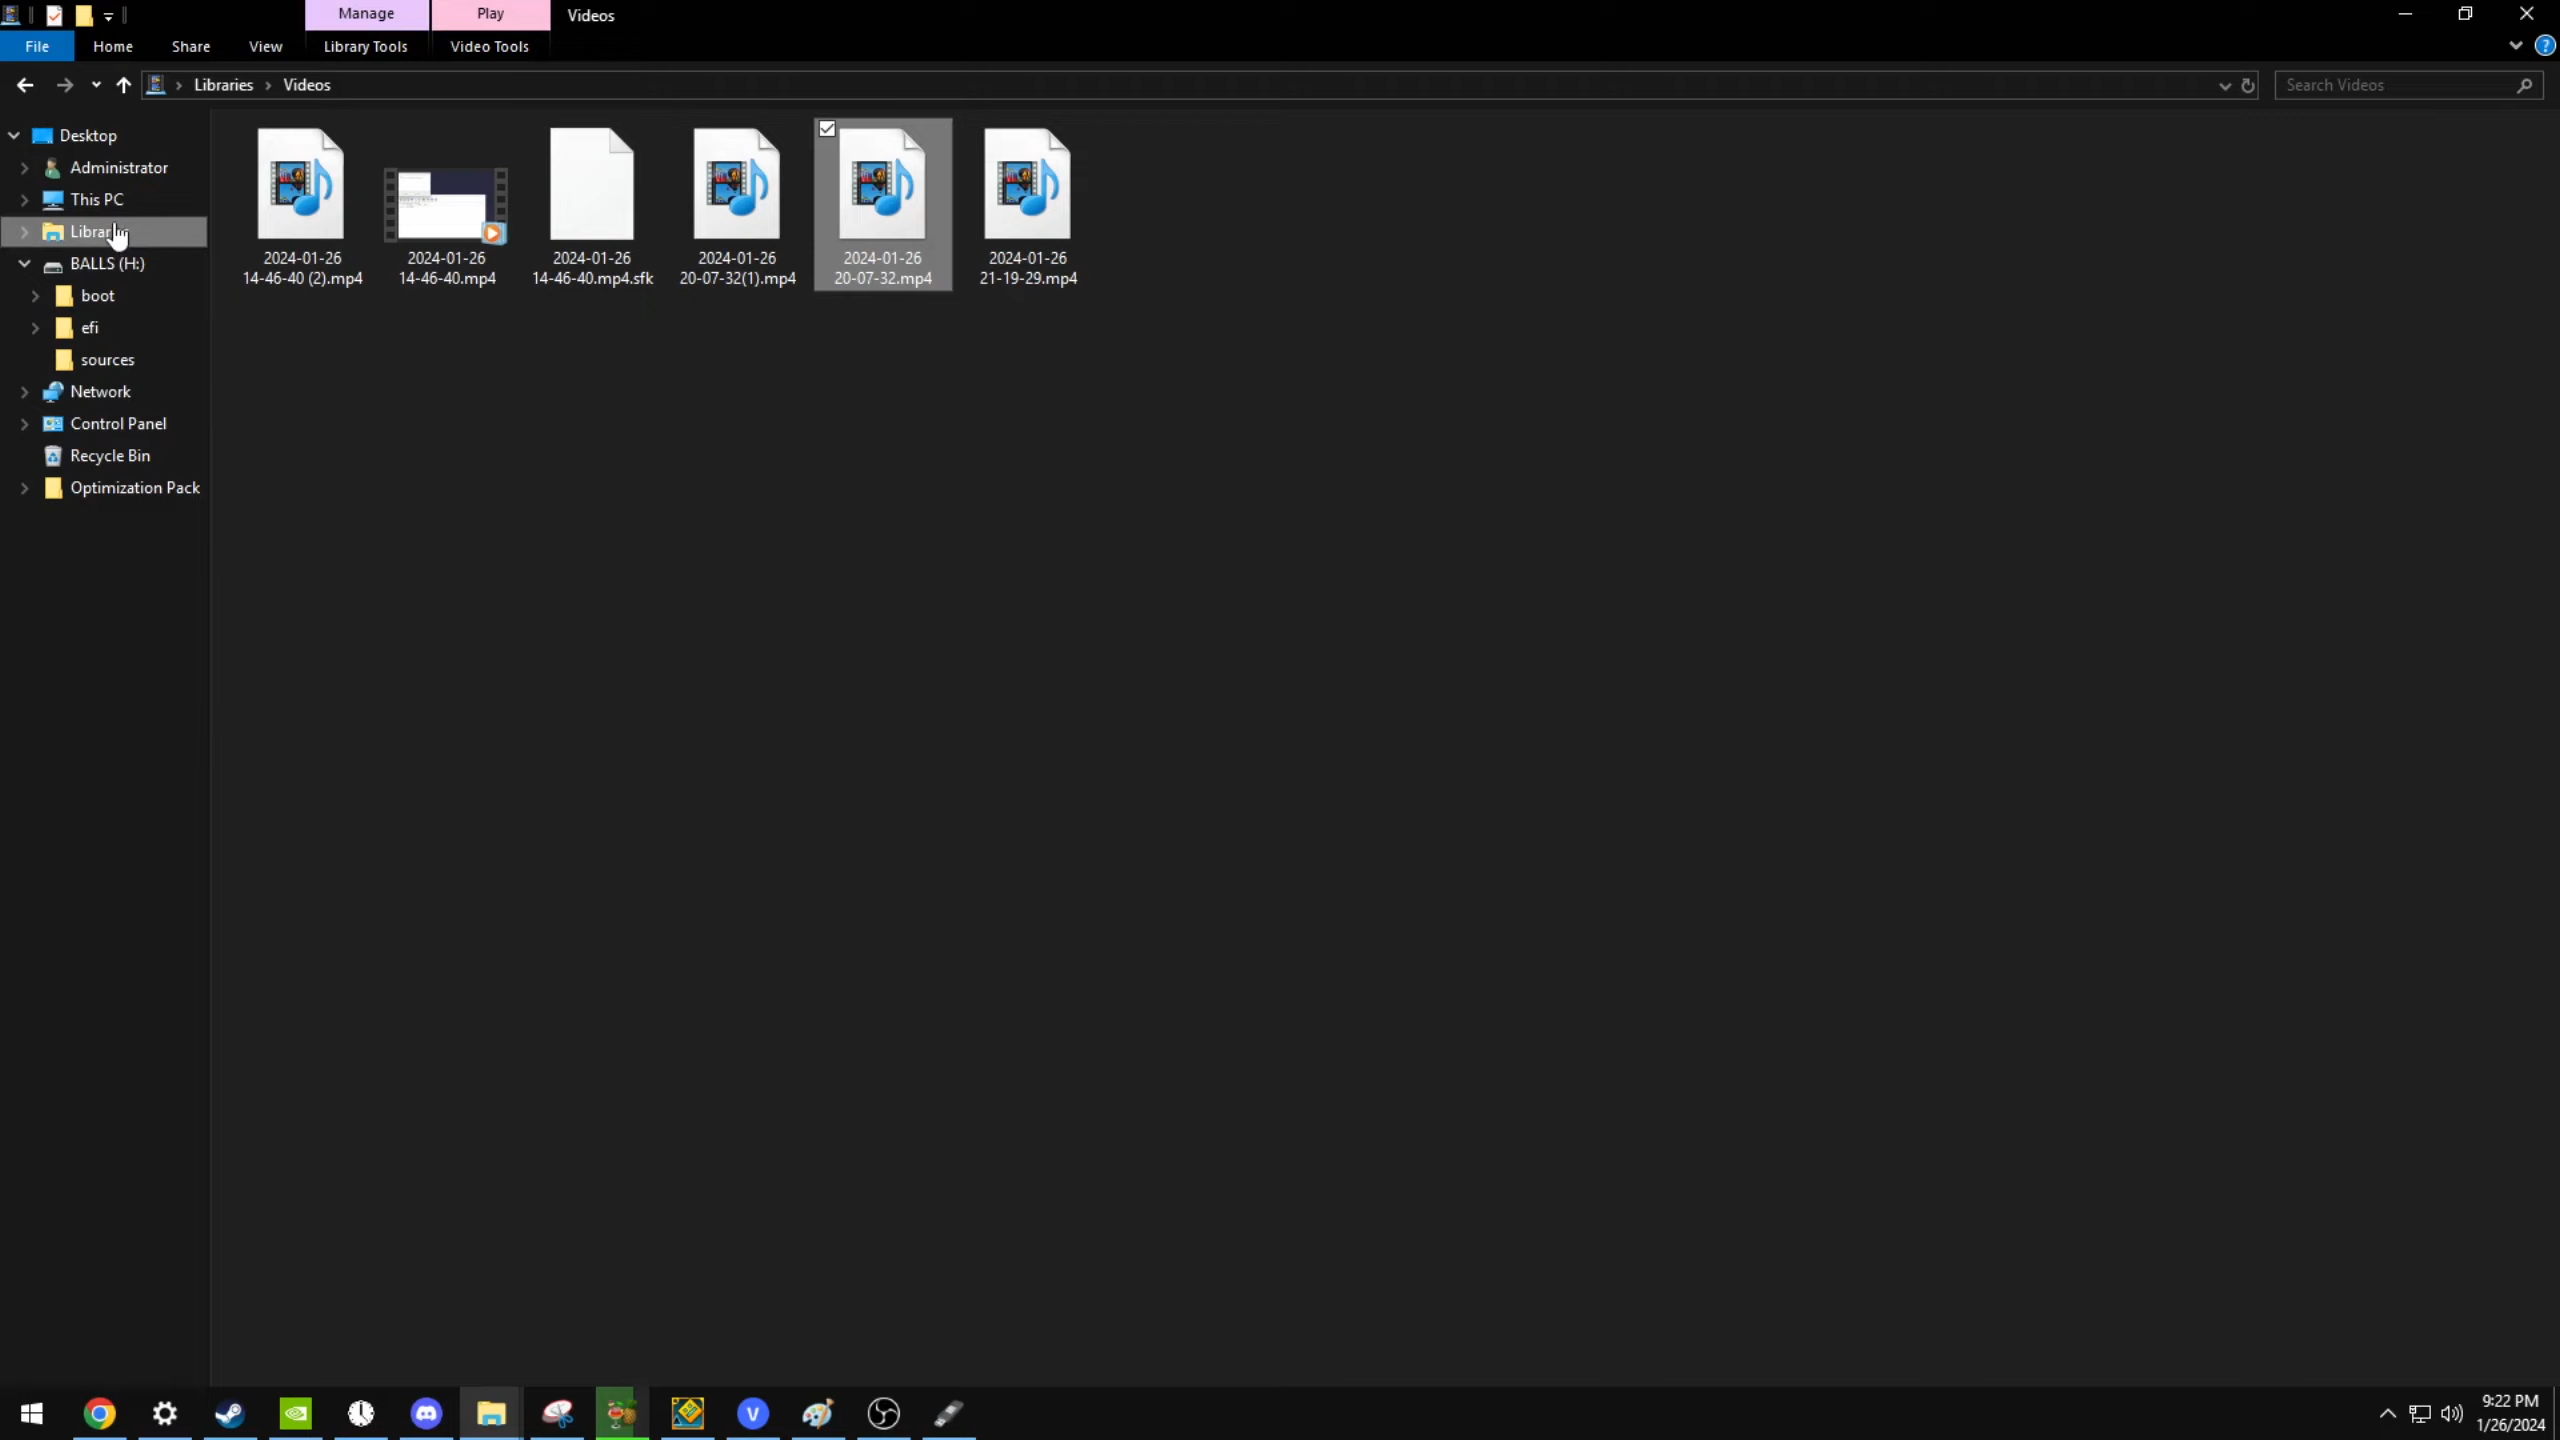 Manage
Play
Videos
File
Home
Share
View
Library Tools
Video Tools
Libraries
Videos
Search Videos
Desktop
Administrator
This PC
BALLS (H:)
boot
efi
sources
Network
Control Panel
Recycle Bin
Optimization Pack
2024-01-26
14-46-40 (2).mp4
2024-01-26
14-46-40.mp4
2024-01-26
14-46-40.mp4.sfk
2024-01-26
20-07-32(1).mp4
2024-01-26
20-07-32.mp4
2024-01-26
21-19-29.mp4
9:22 PM
1/26/2024